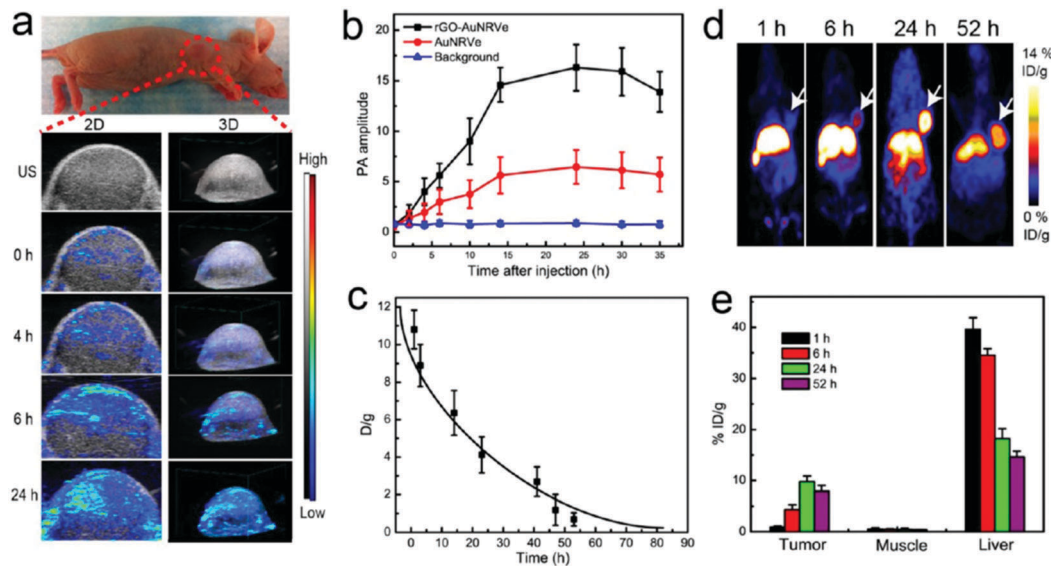 a
2D
3D
US
0 h
4 h
6 h
24 h
High
Low
b
rGO-AuNRVe
AuNRVe
Background
PA amplitude
20
15
10
5
0
0 5 10 15 20 25 30 35
Time after injection (h)
c
D/g
12
10
8
6
4
2
0
0 10 20 30 40 50 60 70 80 90
Time (h)
d
1 h 6 h 24 h 52 h
14 %
ID/g
0 %
ID/g
e
1 h
6 h
24 h
52 h
% ID/g
40
30
20
10
0
Tumor Muscle Liver